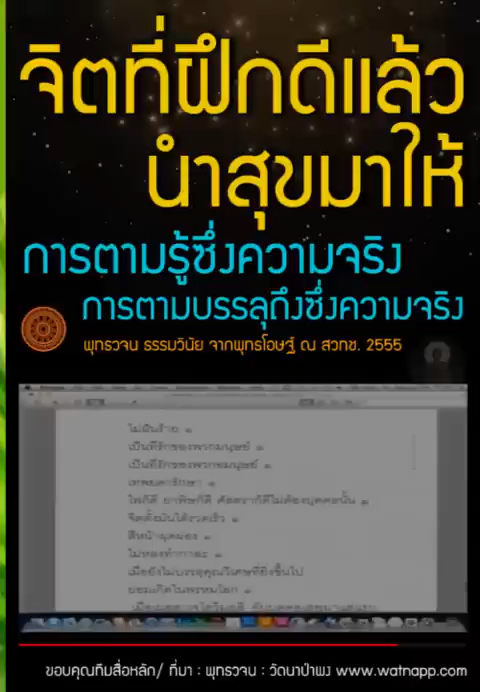 จิตที่ฝึกดีแล้ว
นำสุขมาให้
การตามรู้ซึ่งความจริง
การตามบรรลุถึงซึ่งความจริง
พุทธวจน ธรรมวินัย จากพุทธโอษฐ์ ณ สวทช. 2555
ไม่ฝันร้าย ๑
เป็นที่รักของพวกมนุษย์ ๑
เป็นที่รักของพวกอมนุษย์ ๑
เทพยดารักษา ๑
ไฟก็ดี ยาพิษก็ดี ศัสตราก็ดีไม่ต้องบุคคลนั้น ๑
จิตตั้งมั่นได้รวดเร็ว ๑
สีหน้าผุดผ่อง ๑
ไม่หลงทำกาละ ๑
เมื่อยังไม่บรรลุคุณวิเศษที่ยิ่งขึ้นไป
ย่อมเกิดในพรหมโลก ๑
ขอบคุณทีมสื่อหลัก/ ที่มา : พุทธวจน : วัดนาป่าพง www.watnapp.com